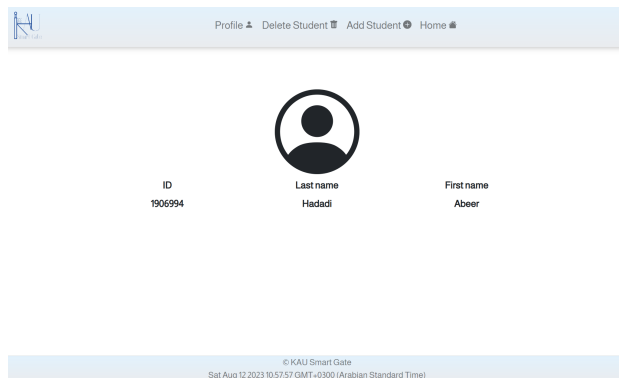 KAU
Profile Delete Student Add Student Home
ID Last name First name
1906994 Hadadi Abeer
© KAU Smart Gate
Sat Aug 12 2023 10:57:57 GMT+0300 (Arabian Standard Time)